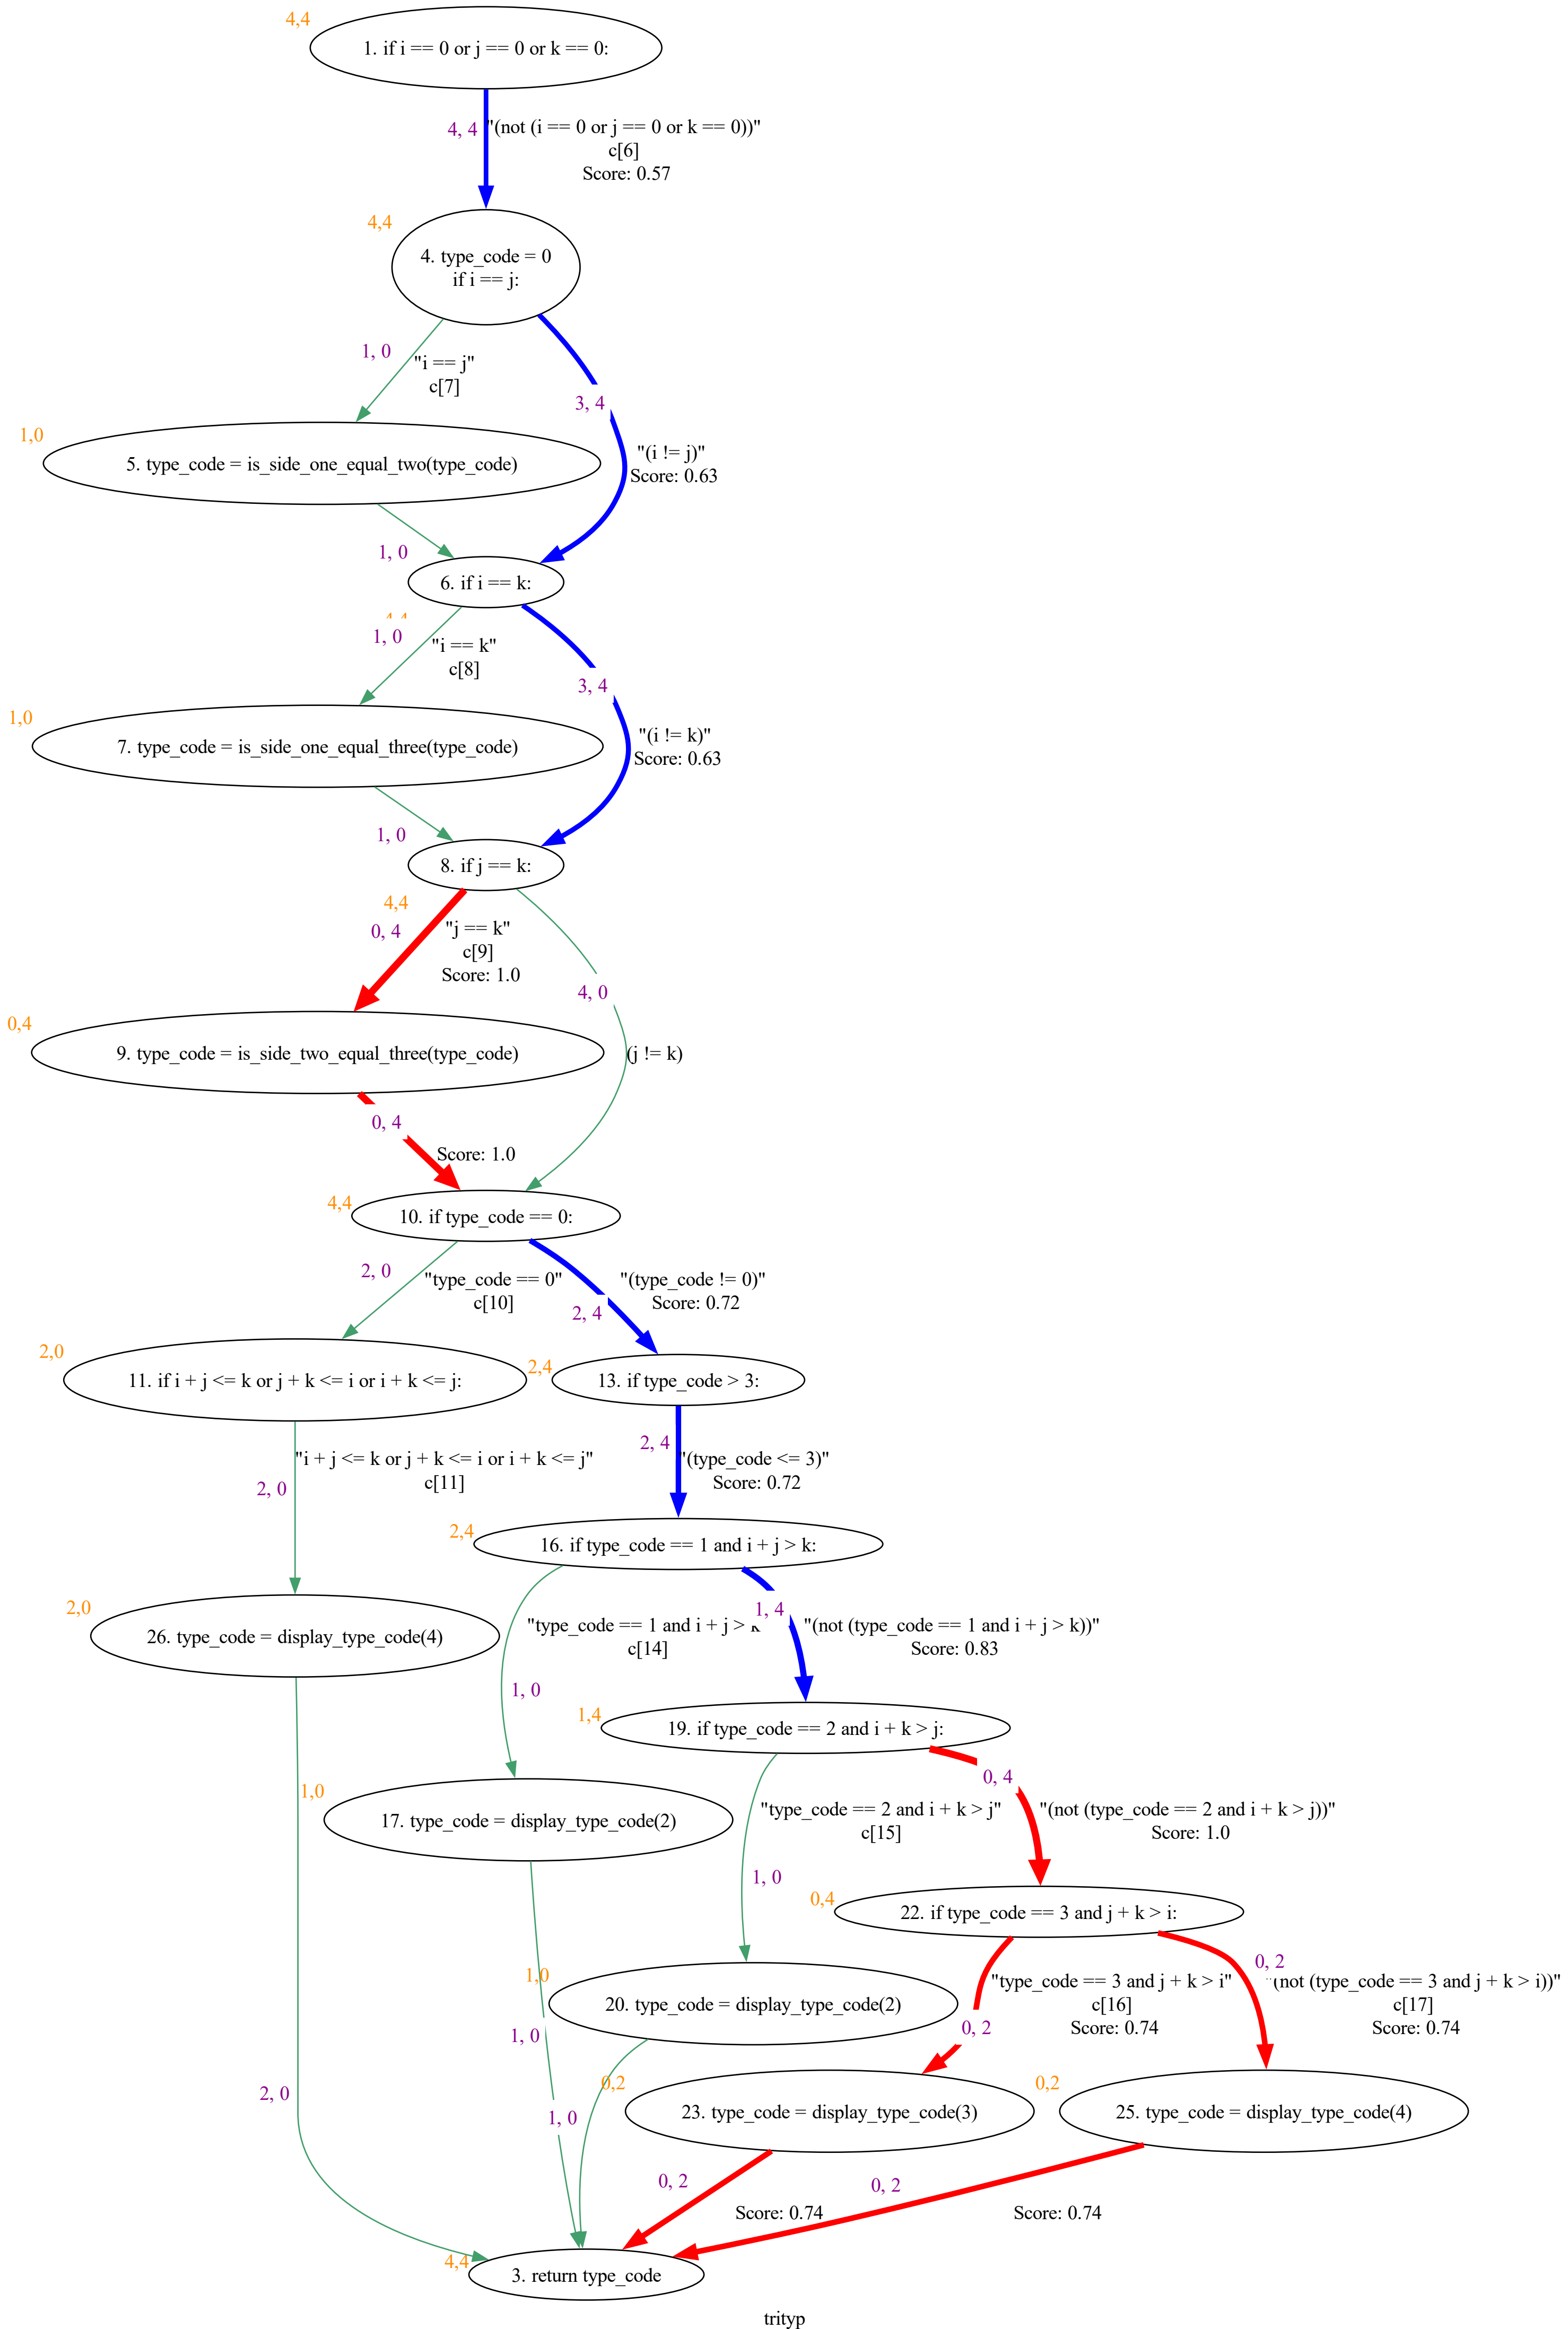 4,4
1. if i == 0 or j == 0 or k == 0:
4, 4
"(not (i == 0 or j == 0 or k == 0))"
c[6]
Score: 0.57
4,4
4. type_code = 0
if i == j:
1, 0
"i == j"
c[7]
3, 4
"(i != j)"
Score: 0.63
1,0
5. type_code = is_side_one_equal_two(type_code)
1, 0
6. if i == k:
1, 0
"i == k"
c[8]
3, 4
"(i != k)"
Score: 0.63
1,0
7. type_code = is_side_one_equal_three(type_code)
1, 0
8. if j == k:
4,4
0, 4
"j == k"
c[9]
Score: 1.0
4, 0
(j != k)
0,4
9. type_code = is_side_two_equal_three(type_code)
0, 4
Score: 1.0
4,4
10. if type_code == 0:
2, 0
"type_code == 0"
c[10]
2, 4
"(type_code != 0)"
Score: 0.72
2,0
11. if i + j <= k or j + k <= i or i + k <= j:
2,4
13. if type_code > 3:
2, 0
"i + j <= k or j + k <= i or i + k <= j"
c[11]
2, 4
"(type_code <= 3)"
Score: 0.72
2,4
16. if type_code == 1 and i + j > k:
2,0
26. type_code = display_type_code(4)
"type_code == 1 and i + j >
c[14]
1, 0
1, 4
"(not (type_code == 1 and i + j > k))"
Score: 0.83
1,4
19. if type_code == 2 and i + k > j:
1,0
17. type_code = display_type_code(2)
"type_code == 2 and i + k > j"
c[15]
1, 0
0, 4
"(not (type_code == 2 and i + k > j))"
Score: 1.0
0,4
22. if type_code == 3 and j + k > i:
1,0
20. type_code = display_type_code(2)
1, 0
"type_code == 3 and j + k > i"
c[16]
Score: 0.74
0, 2
0, 2
"(not (type_code == 3 and j + k > i))"
c[17]
Score: 0.74
2, 0
1, 0
0,2
23. type_code = display_type_code(3)
0,2
25. type_code = display_type_code(4)
0, 2
Score: 0.74
0, 2
Score: 0.74
4,4
3. return type_code
trityp